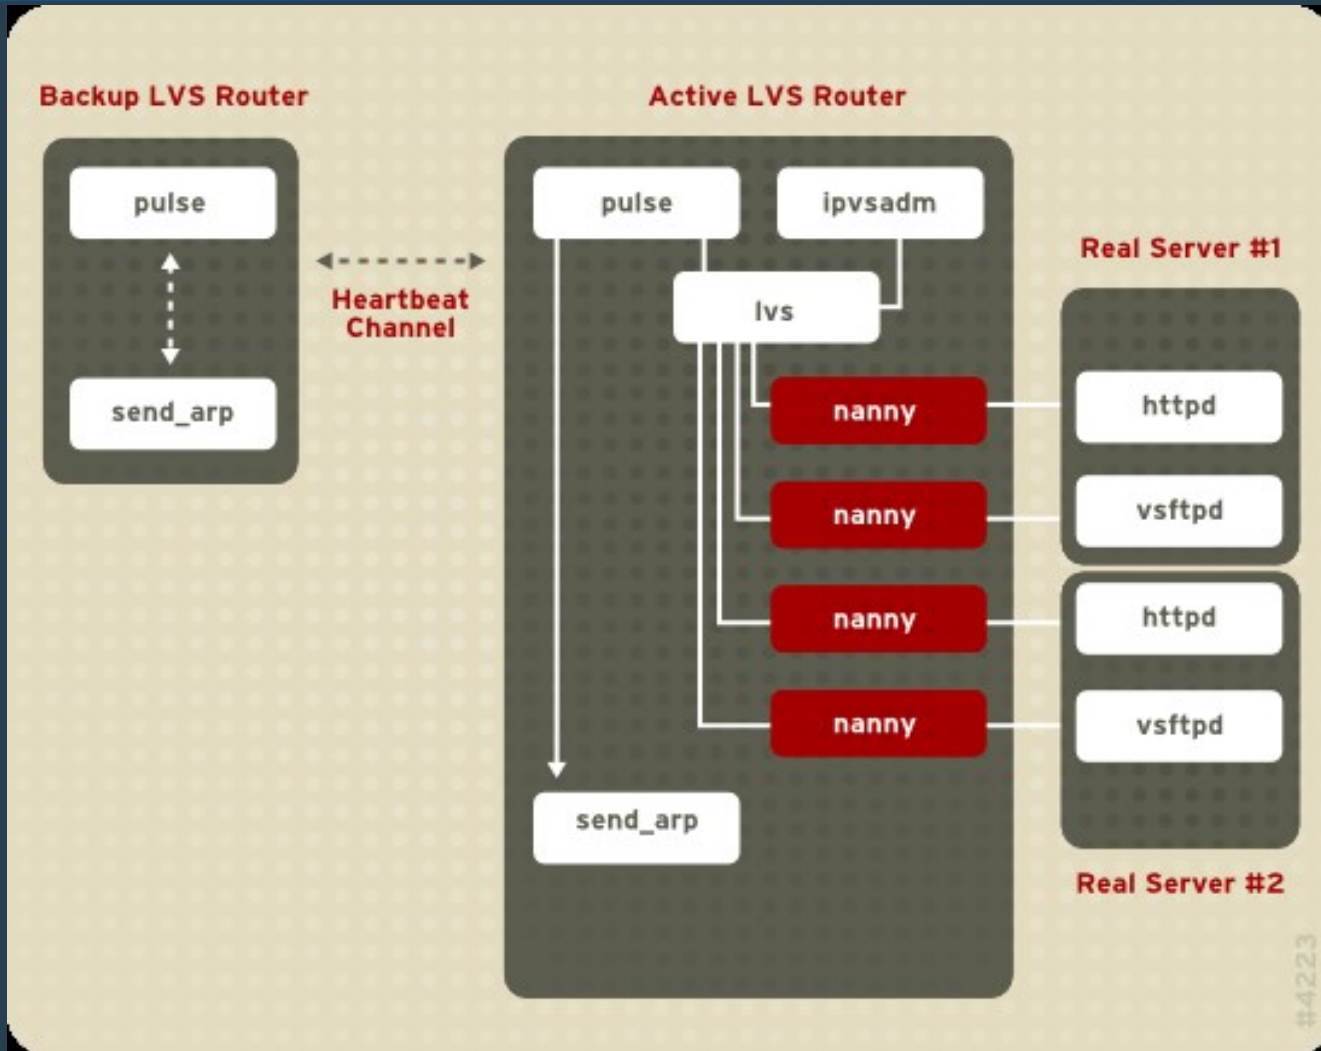 Backup LVS Router
pulse
send_arp
Heartbeat
Channel
Active LVS Router
pulse
ipvsadm
lvs
nanny
nanny
nanny
nanny
send_arp
Real Server #1
httpd
vsftpd
httpd
vsftpd
Real Server #2
#4223